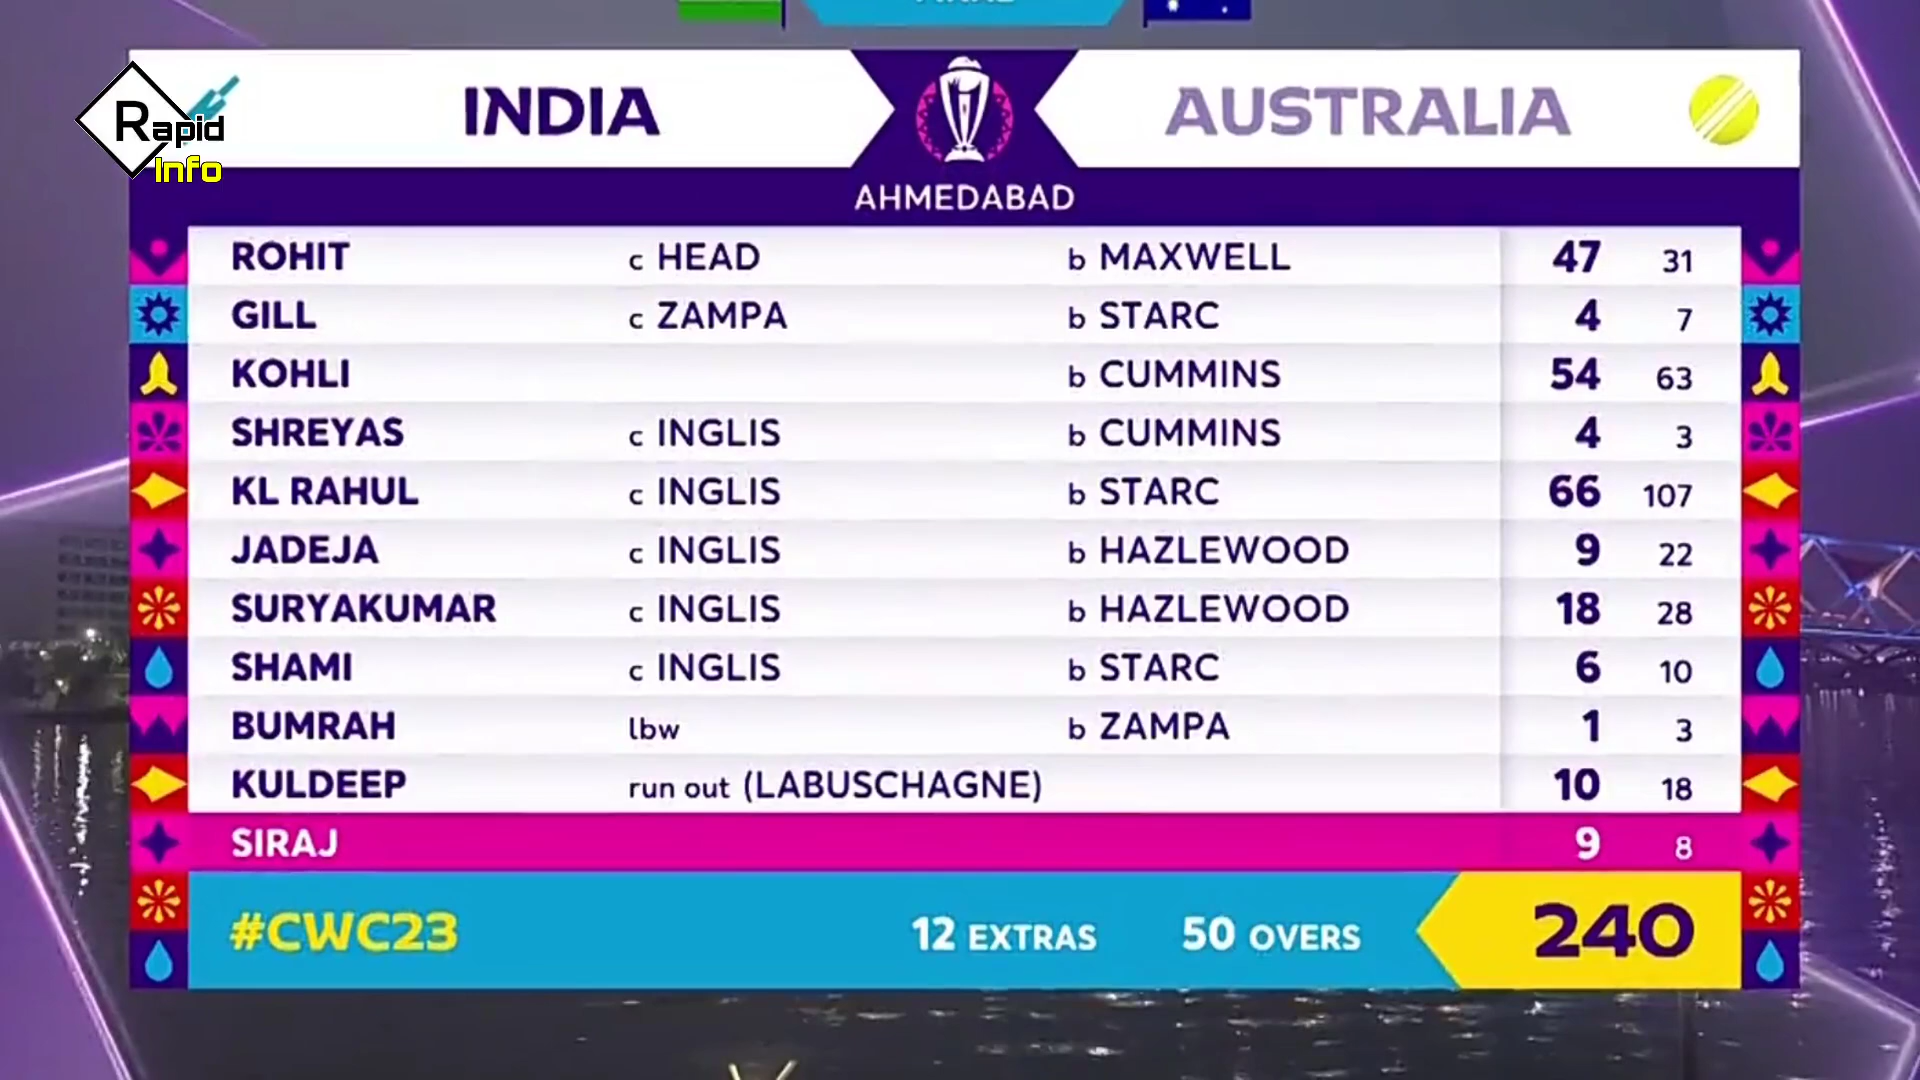 INDIA
AUSTRALIA
Rapid
Info
AHMEDABAD
ROHIT c HEAD b MAXWELL 47 31
GILL c ZAMPA b STARC 4 7
KOHLI b CUMMINS 54 63
SHREYAS c INGLIS b CUMMINS 4 3
KL RAHUL c INGLIS b STARC 66 107
JADEJA c INGLIS b HAZLEWOOD 9 22
SURYAKUMAR c INGLIS b HAZLEWOOD 18 28
SHAMI c INGLIS b STARC 6 10
BUMRAH lbw b ZAMPA 1 3
KULDEEP run out (LABUSCHAGNE) 10 18
SIRAJ 9 8
#CWC23 12 EXTRAS 50 OVERS 240